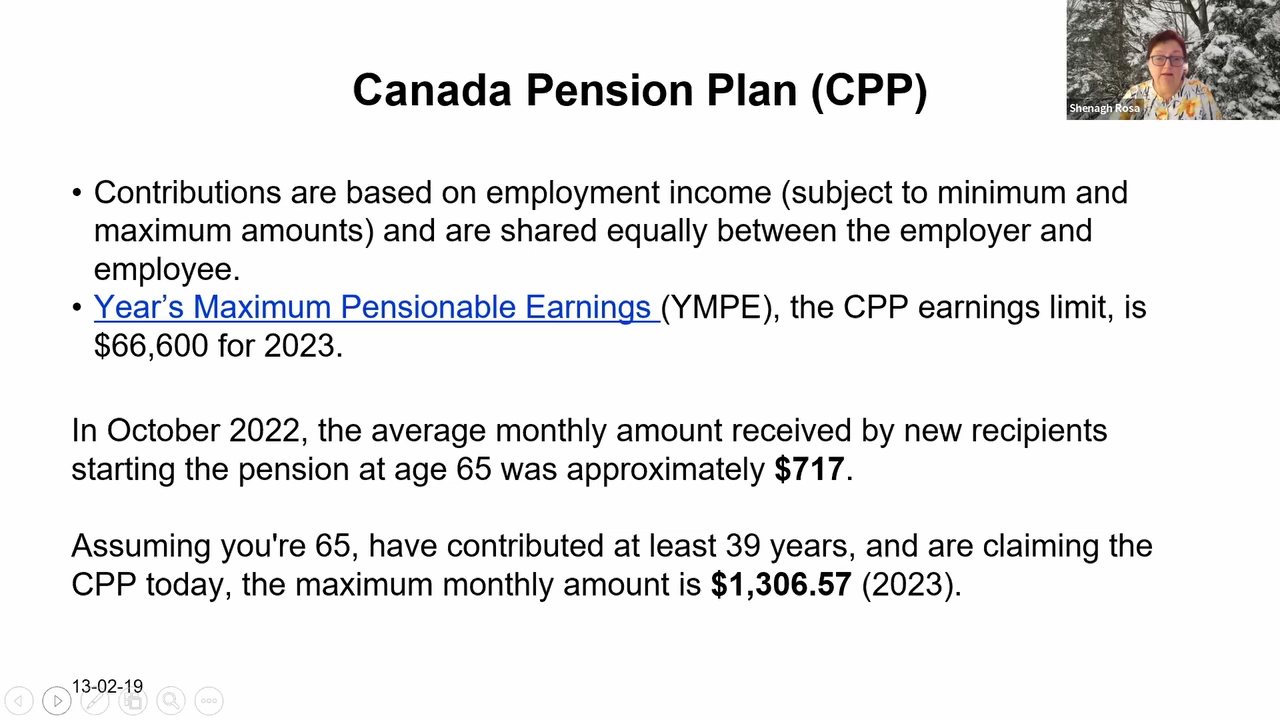 Canada Pension Plan (CPP)
Shenagh Rosa
• Contributions are based on employment income (subject to minimum and
maximum amounts) and are shared equally between the employer and
employee.
• Year’s Maximum Pensionable Earnings (YMPE), the CPP earnings limit, is
$66,600 for 2023.
In October 2022, the average monthly amount received by new recipients
starting the pension at age 65 was approximately $717.
Assuming you're 65, have contributed at least 39 years, and are claiming the
CPP today, the maximum monthly amount is $1,306.57 (2023).
13-02-19